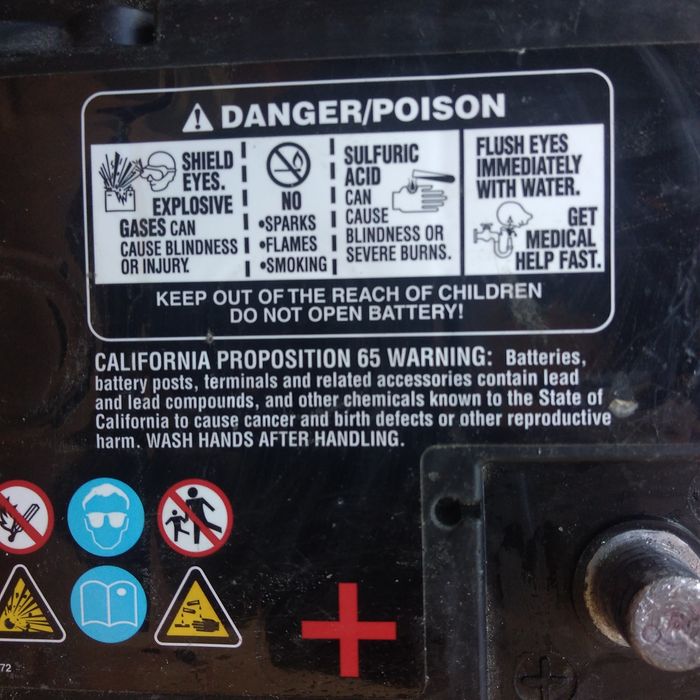 DANGER/POISON
SHIELD
EYES.
EXPLOSIVE
GASES CAN
CAUSE BLINDNESS
OR INJURY.
NO
•SPARKS
•FLAMES
•SMOKING
SULFURIC
ACID
CAN
CAUSE
BLINDNESS OR
SEVERE BURNS.
FLUSH EYES
IMMEDIATELY
WITH WATER.
GET
MEDICAL
HELP FAST.
KEEP OUT OF THE REACH OF CHILDREN
DO NOT OPEN BATTERY!
CALIFORNIA PROPOSITION 65 WARNING: Batteries,
battery posts, terminals and related accessories contain lead
and lead compounds, and other chemicals known to the State of
California to cause cancer and birth defects or other reproductive
harm. WASH HANDS AFTER HANDLING.
72